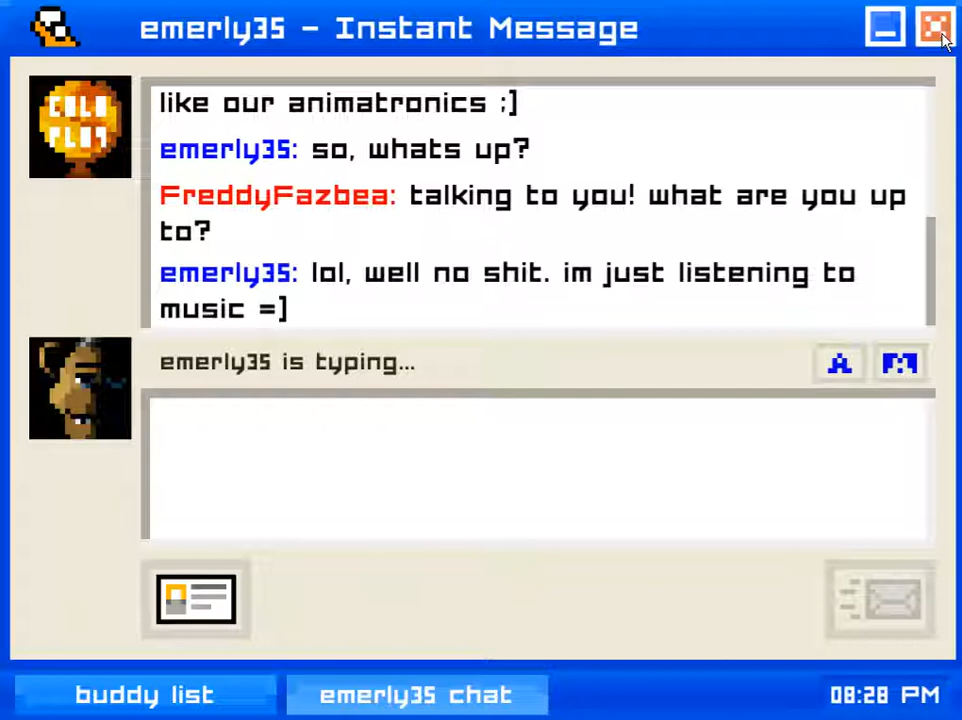 emerly35 - Instant Message
COLD
PLAY
like our animatronics ;]
emerly35: so, whats up?
FreddyFazbea: talking to you! what are you up
to?
emerly35: lol, well no shit. im just listening to
music =]
emerly35 is typing...
A
buddy list
emerly35 chat
08:28 PM